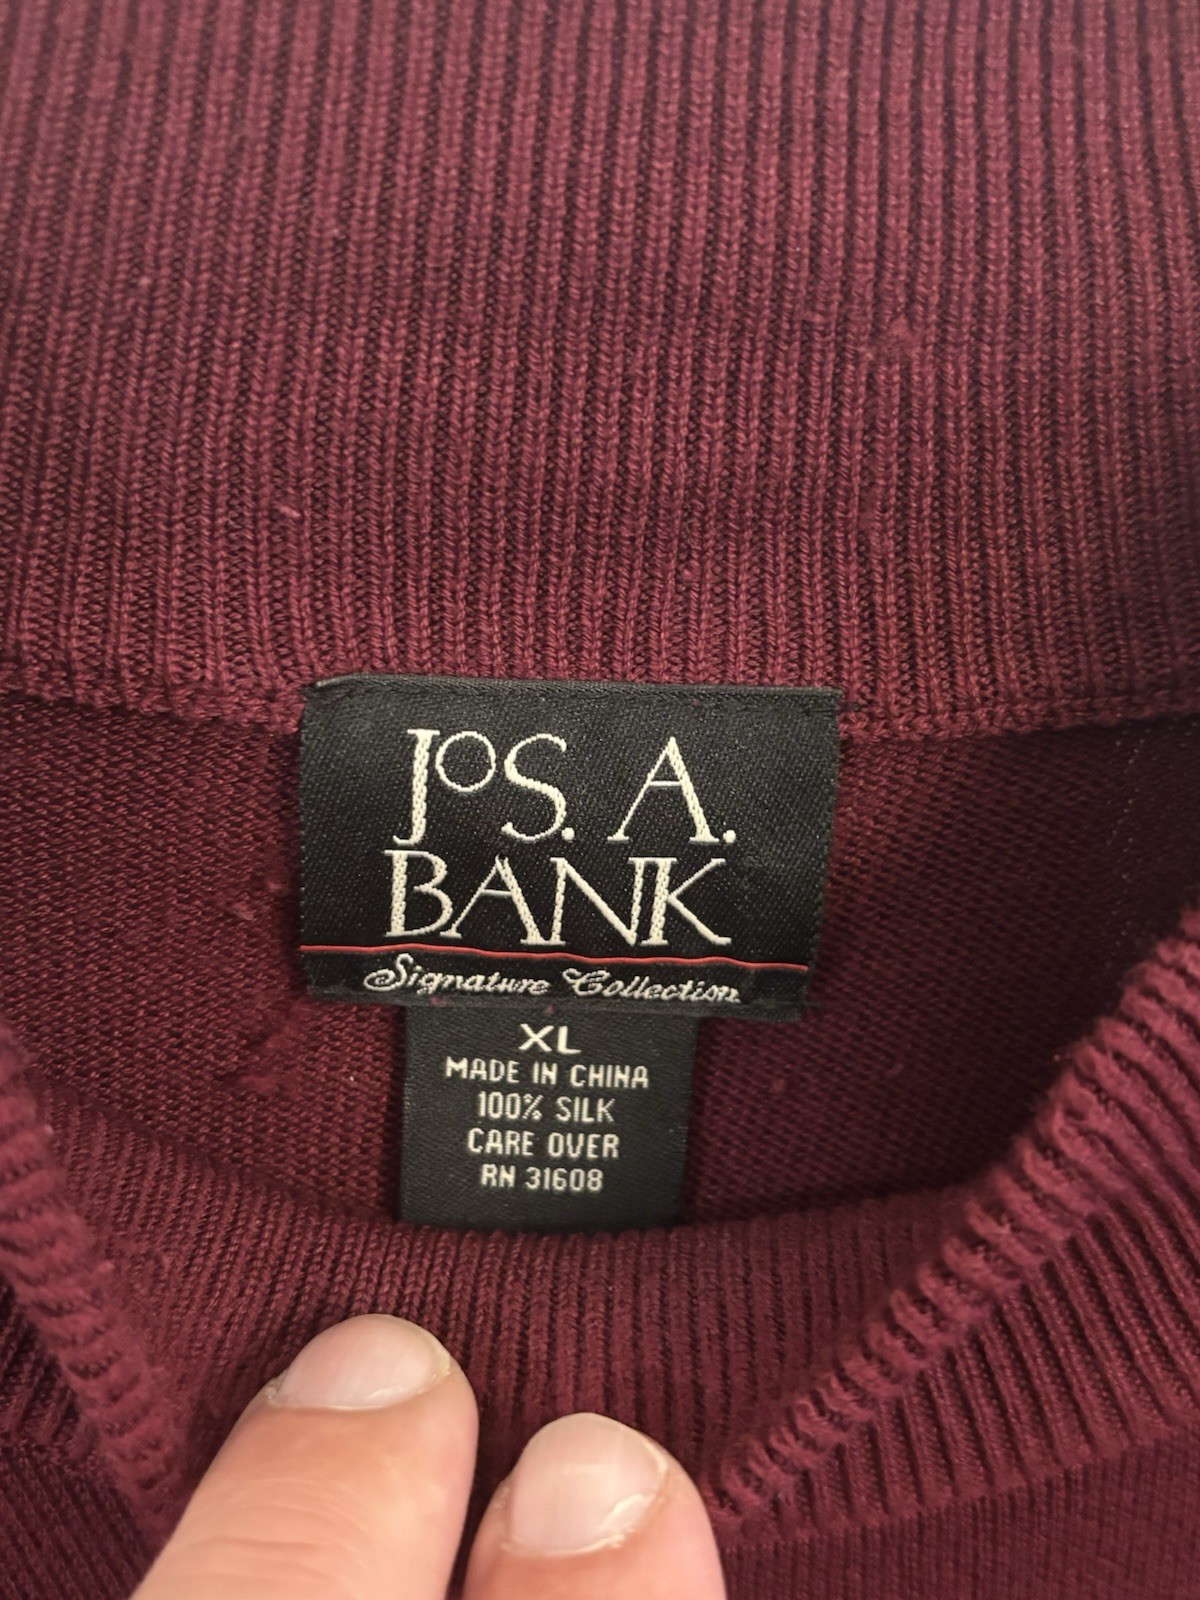 JoS. A.
BANK
Signature Collection
XL
MADE IN CHINA
100% SILK
CARE OVER
RN 31608